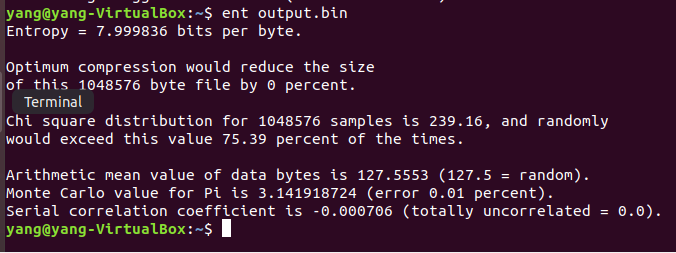 yang@yang-VirtualBox:~$ ent output.bin
Entropy = 7.999836 bits per byte.
Optimum compression would reduce the size
of this 1048576 byte file by 0 percent.
Terminal
Chi square distribution for 1048576 samples is 239.16, and randomly
would exceed this value 75.39 percent of the times.
Arithmetic mean value of data bytes is 127.5553 (127.5 = random).
Monte Carlo value for Pi is 3.141918724 (error 0.01 percent).
Serial correlation coefficient is -0.000706 (totally uncorrelated = 0.0).
yang@yang-VirtualBox:~$